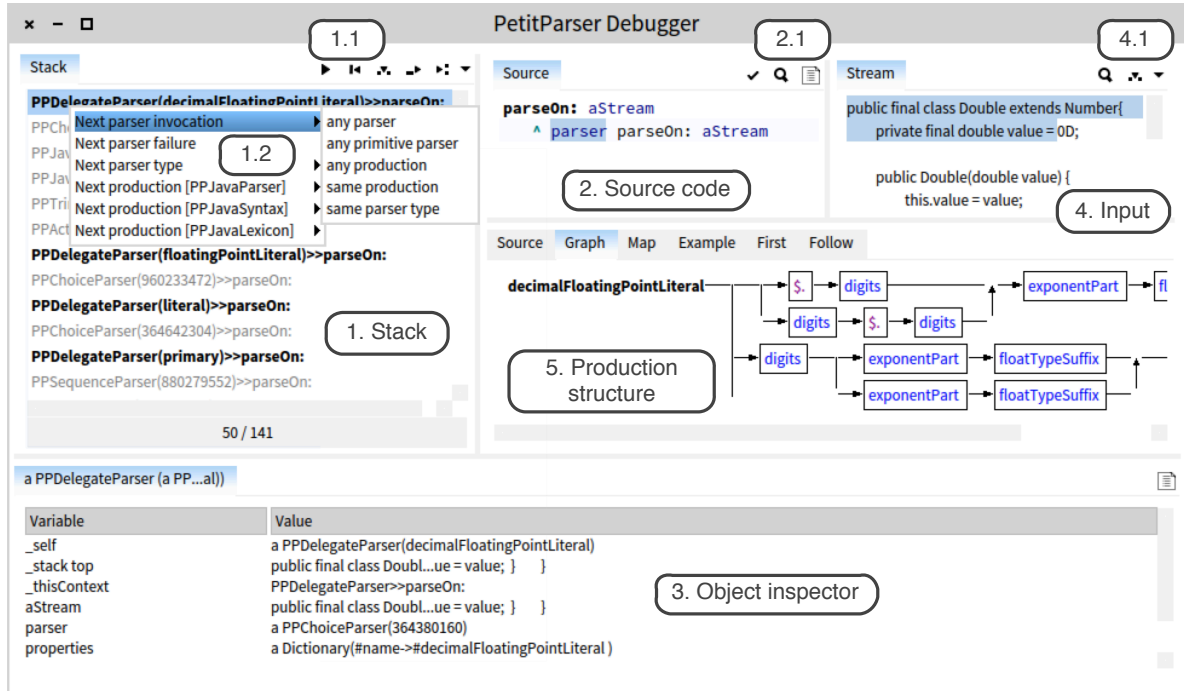 PetitParser Debugger
1.1
2.1
4.1
Stack
PPDelegateParser(decimalFloatingPointLiteral)>>parseOn:
PPCh
PPJav
PPJav
PPTri
PPAct
Next parser invocation
Next parser failure
Next parser type
Next production [PPJavaParser]
Next production [PPJavaSyntax]
Next production [PPJavaLexicon]
1.2
any parser
any primitive parser
any production
same production
same parser type
PPDelegateParser(floatingPointLiteral)>>parseOn:
PPChoiceParser(960233472)>>parseOn:
PPDelegateParser(literal)>>parseOn:
PPChoiceParser(364642304)>>parseOn:
PPDelegateParser(primary)>>parseOn:
PPSequenceParser(880279552)>>parseOn:
1. Stack
50 / 141
Source
parseOn: aStream
^ parser parseOn: aStream
2. Source code
Stream
public final class Double extends Number{
private final double value = 0D;
public Double(double value) {
this.value = value;
4. Input
Source Graph Map Example First Follow
decimalFloatingPointLiteral
$. digits exponentPart fl
digits $. digits
digits exponentPart floatTypeSuffix
exponentPart floatTypeSuffix
5. Production
structure
a PPDelegateParser (a PP...al))
Variable Value
_self a PPDelegateParser(decimalFloatingPointLiteral)
_stack top public final class Doubl...ue = value; } }
_thisContext PPDelegateParser>>parseOn:
aStream public final class Doubl...ue = value; } }
parser a PPChoiceParser(364380160)
properties a Dictionary(#name->#decimalFloatingPointLiteral )
3. Object inspector